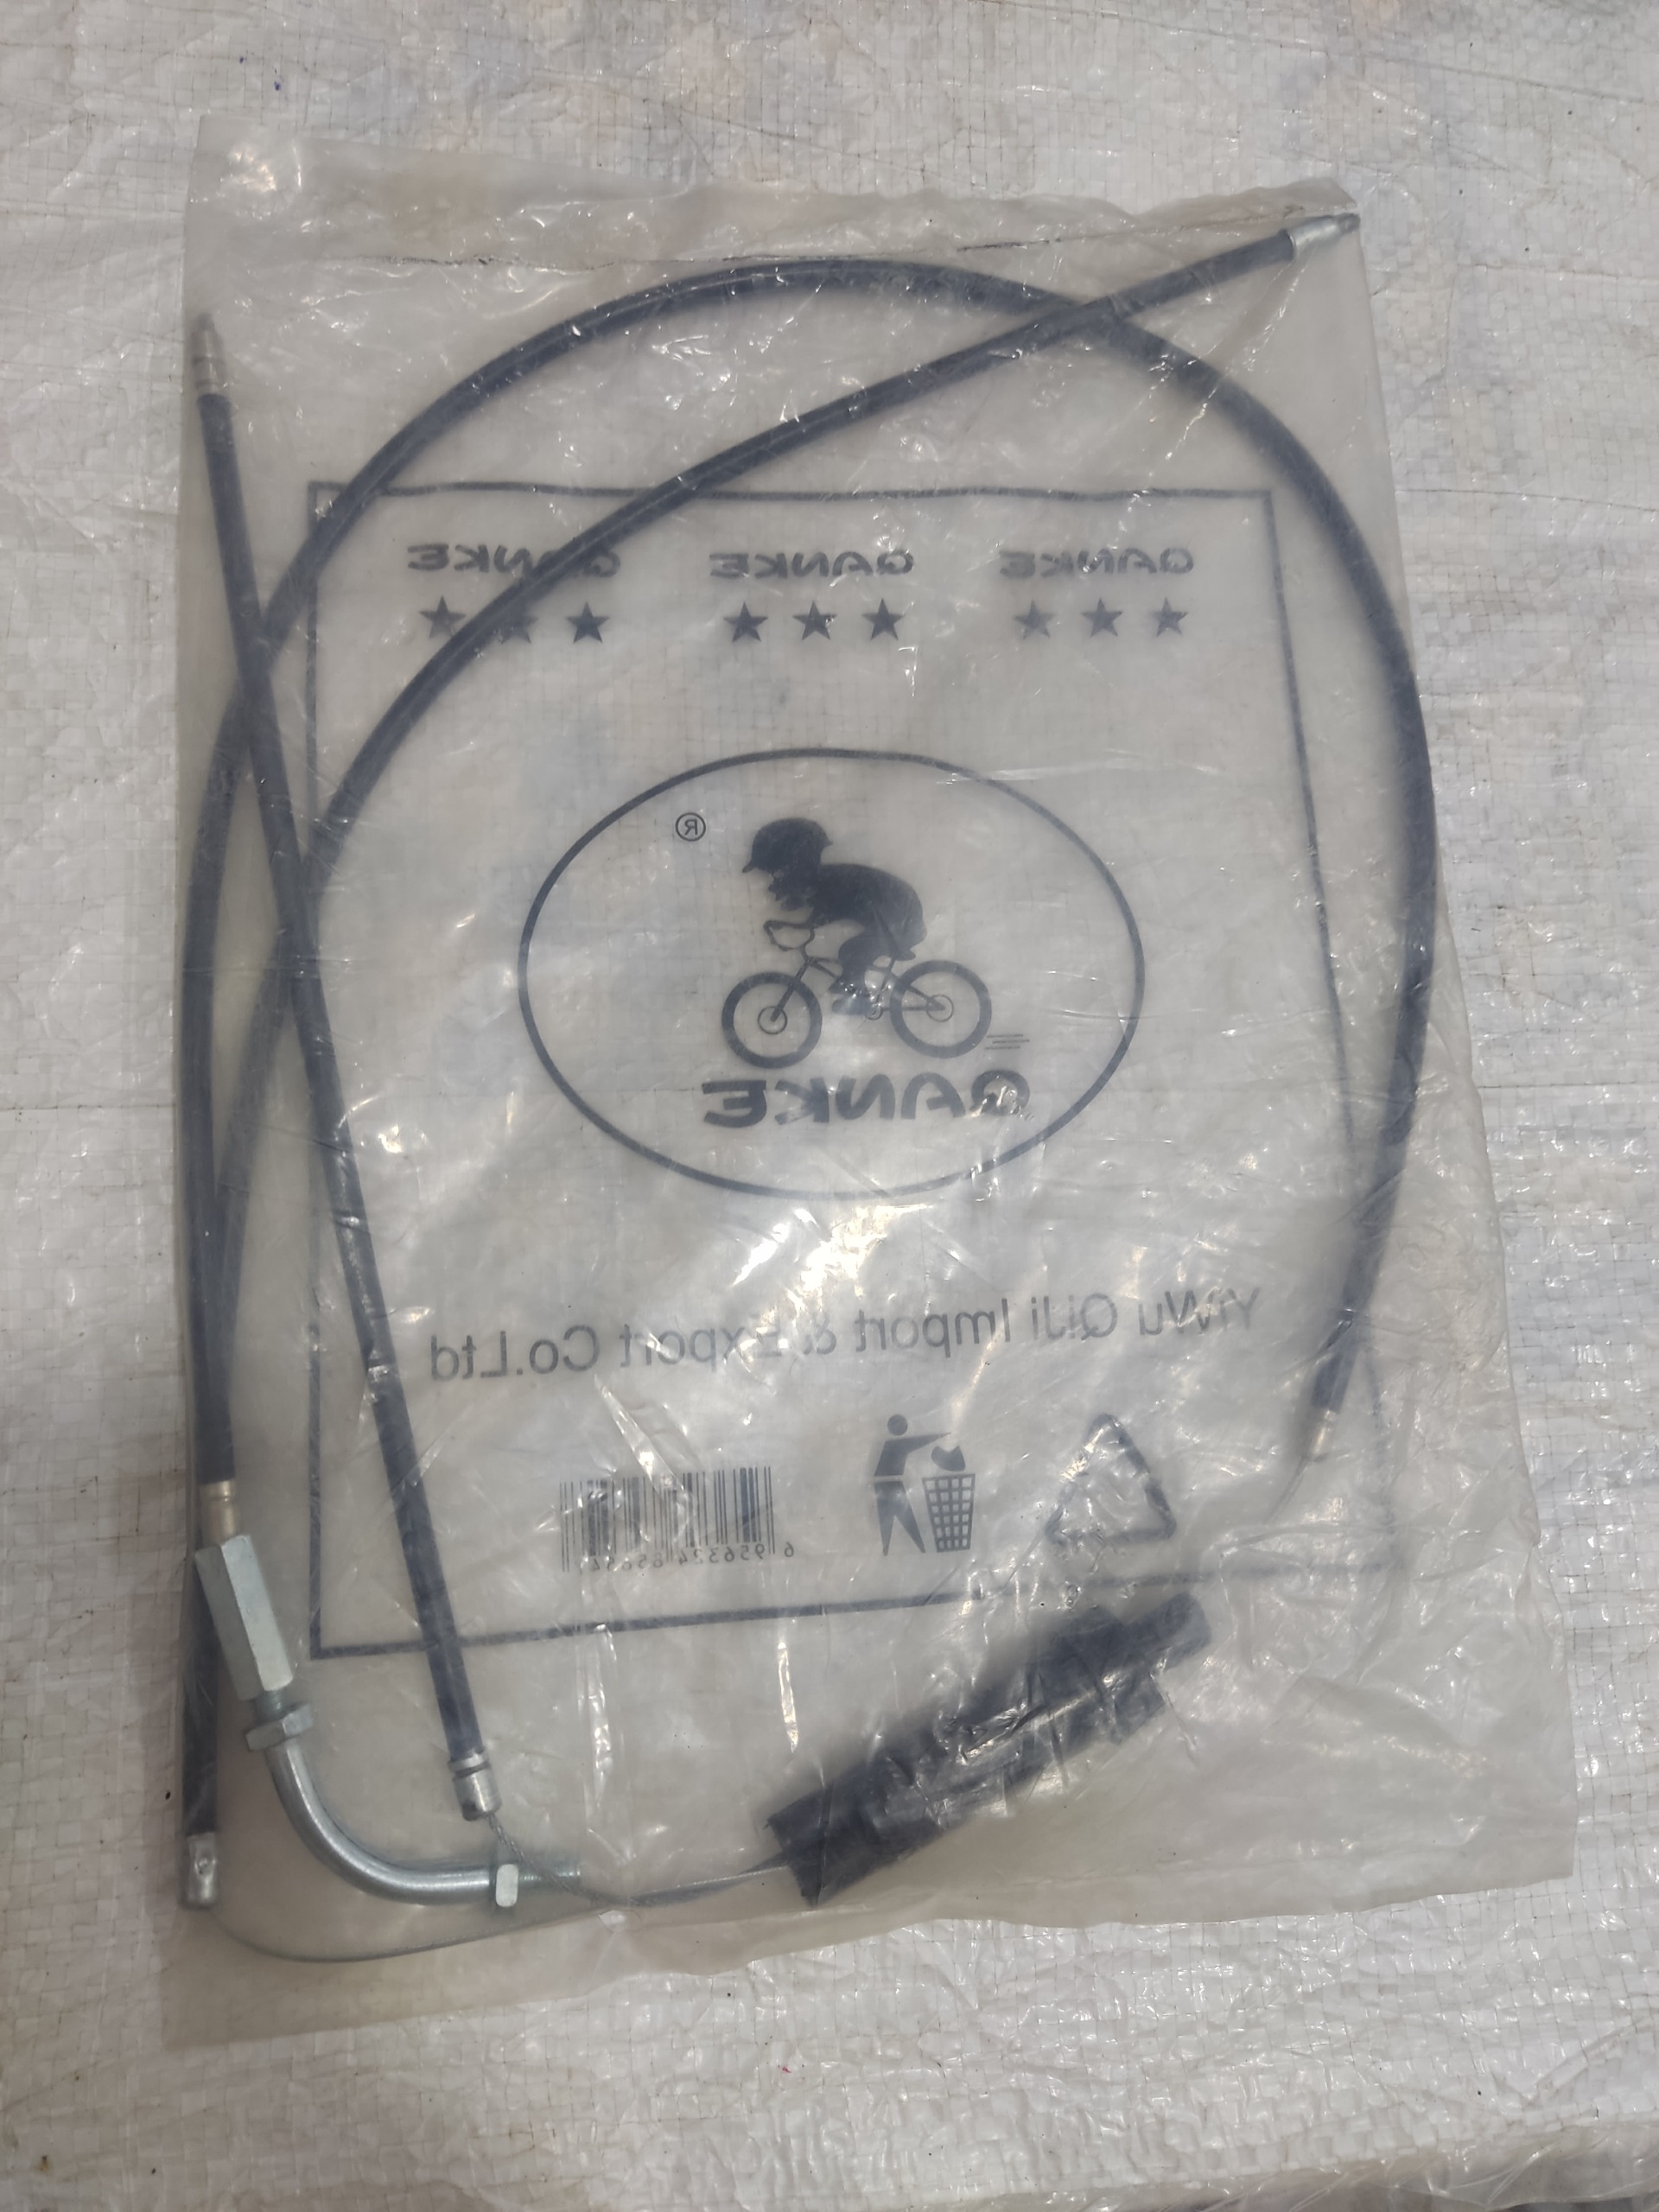 QANKE QANKE QANKE
®
QANKE
YiWu QiJi Import & Export Co.Ltd